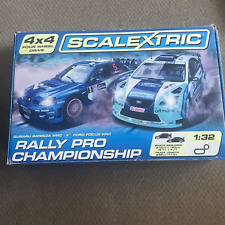 4x4
FOUR WHEEL
DRIVE
SCALEXTRIC
SUBARU IMPREZA WRC FORD FOCUS WRC
RALLY PRO
CHAMPIONSHIP
1:32